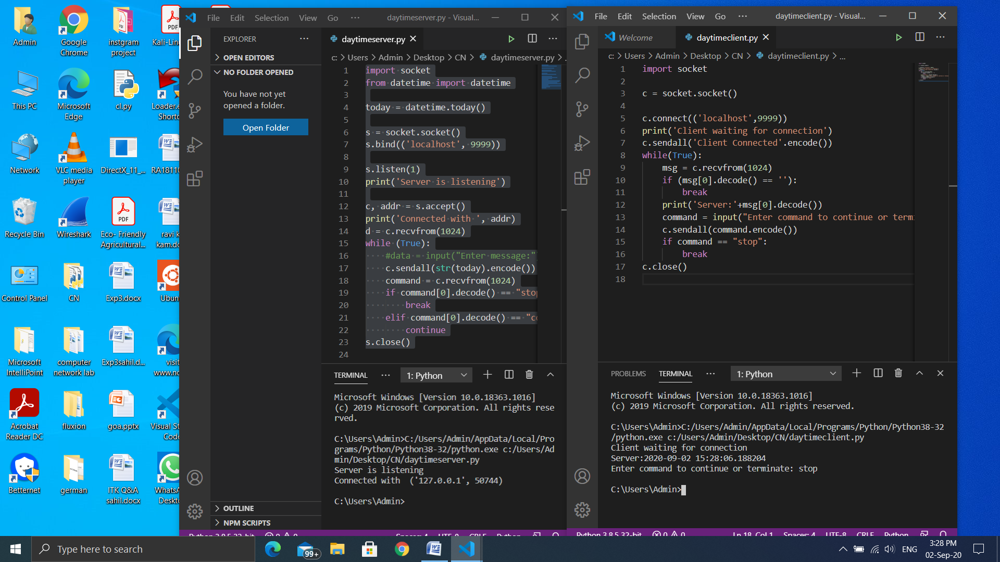 Admin
Google
Chrome
instgram
project
Kali-Lin
This PC
Microsoft
Edge
cl.py
Loader.e
Shortc
Network
VLC media
player
DirectX_11_...
RA18110
Recycle Bin
Wireshark
Eco- Friendly
Agricultural...
ravi k
kam.do
Control Panel
CN
Exp3.docx
Ubun
Microsoft
IntelliPoint
computer
network lab
Exp3sahil.d...
visit
www.no
Acrobat
Reader DC
fluxion
goa.pptx
Visual St
Code
Betternet
german
ITK Q&A
sahil.docx
WhatsA
Deskto
File Edit Selection View Go ··· daytimeserver.py - Visual...
EXPLORER ···
OPEN EDITORS
NO FOLDER OPENED
You have not yet
opened a folder.
Open Folder
OUTLINE
NPM SCRIPTS
daytimeserver.py
c: > Users > Admin > Desktop > CN > daytimeserver.py > .
1 import socket
2 from datetime import datetime
3
4 today = datetime.today()
5
6 s = socket.socket()
7 s.bind(('localhost', 9999))
8
9 s.listen(1)
10 print('Server is listening')
11
12 c, addr = s.accept()
13 print('Connected with ', addr)
14 d = c.recvfrom(1024)
15 while (True):
16 #data = input("Enter message:")
17 c.sendall(str(today).encode())
18 command = c.recvfrom(1024)
19 if command[0].decode() == "stop
20 break
21 elif command[0].decode() == "co
22 continue
23 s.close()
24
TERMINAL ··· 1: Python
Microsoft Windows [Version 10.0.18363.1016]
(c) 2019 Microsoft Corporation. All rights rese
rved.
C:\Users\Admin>C:/Users/Admin/AppData/Local/Pro
grams/Python/Python38-32/python.exe c:/Users/Ad
min/Desktop/CN/daytimeserver.py
Server is listening
Connected with  ('127.0.0.1', 50744)
C:\Users\Admin>
Python 3.8.5 32-bit 0 0 Spaces: 4 UTF-8 CRLF Python
File Edit Selection View Go ··· daytimeclient.py - Visual...
Welcome daytimeclient.py
c: > Users > Admin > Desktop > CN > daytimeclient.py > ...
1 import socket
2
3 c = socket.socket()
4
5 c.connect(('localhost',9999))
6 print('Client waiting for connection')
7 c.sendall('Client Connected'.encode())
8 while(True):
9 msg = c.recvfrom(1024)
10 if (msg[0].decode() == ''):
11 break
12 print('Server:'+msg[0].decode())
13 command = input("Enter command to continue or termi
14 c.sendall(command.encode())
15 if command == "stop":
16 break
17 c.close()
18
PROBLEMS TERMINAL ··· 1: Python
Microsoft Windows [Version 10.0.18363.1016]
(c) 2019 Microsoft Corporation. All rights reserved.
C:\Users\Admin>C:/Users/Admin/AppData/Local/Programs/Python/Python38-32
/python.exe c:/Users/Admin/Desktop/CN/daytimeclient.py
Client waiting for connection
Server:2020-09-02 15:28:06.188204
Enter command to continue or terminate: stop
C:\Users\Admin>
Python 3.8.5 32-bit 0 0 Ln 18, Col 1 Spaces: 4 UTF-8 CRLF Python
Type here to search
99+
ENG
3:28 PM
02-Sep-20